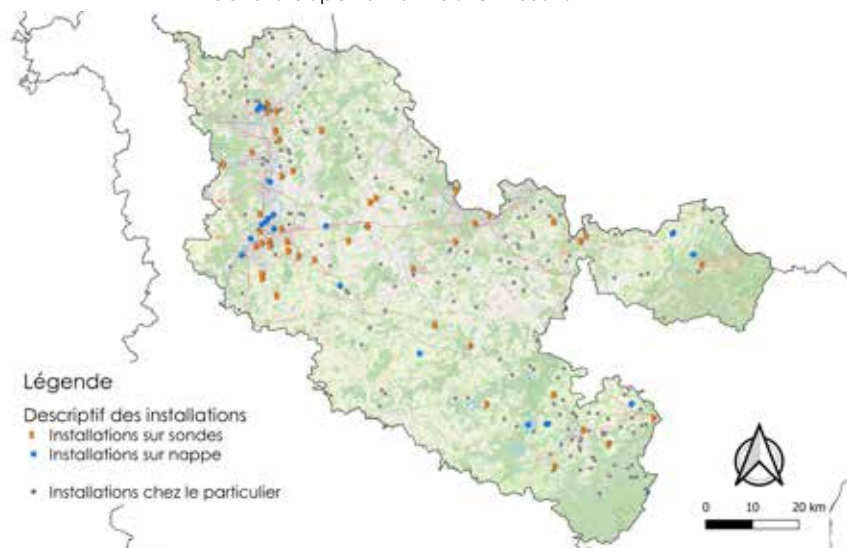 Légende
Descriptif des installations
Installations sur sondes
Installations sur nappe
Installations chez le particulier
0 10 20 km